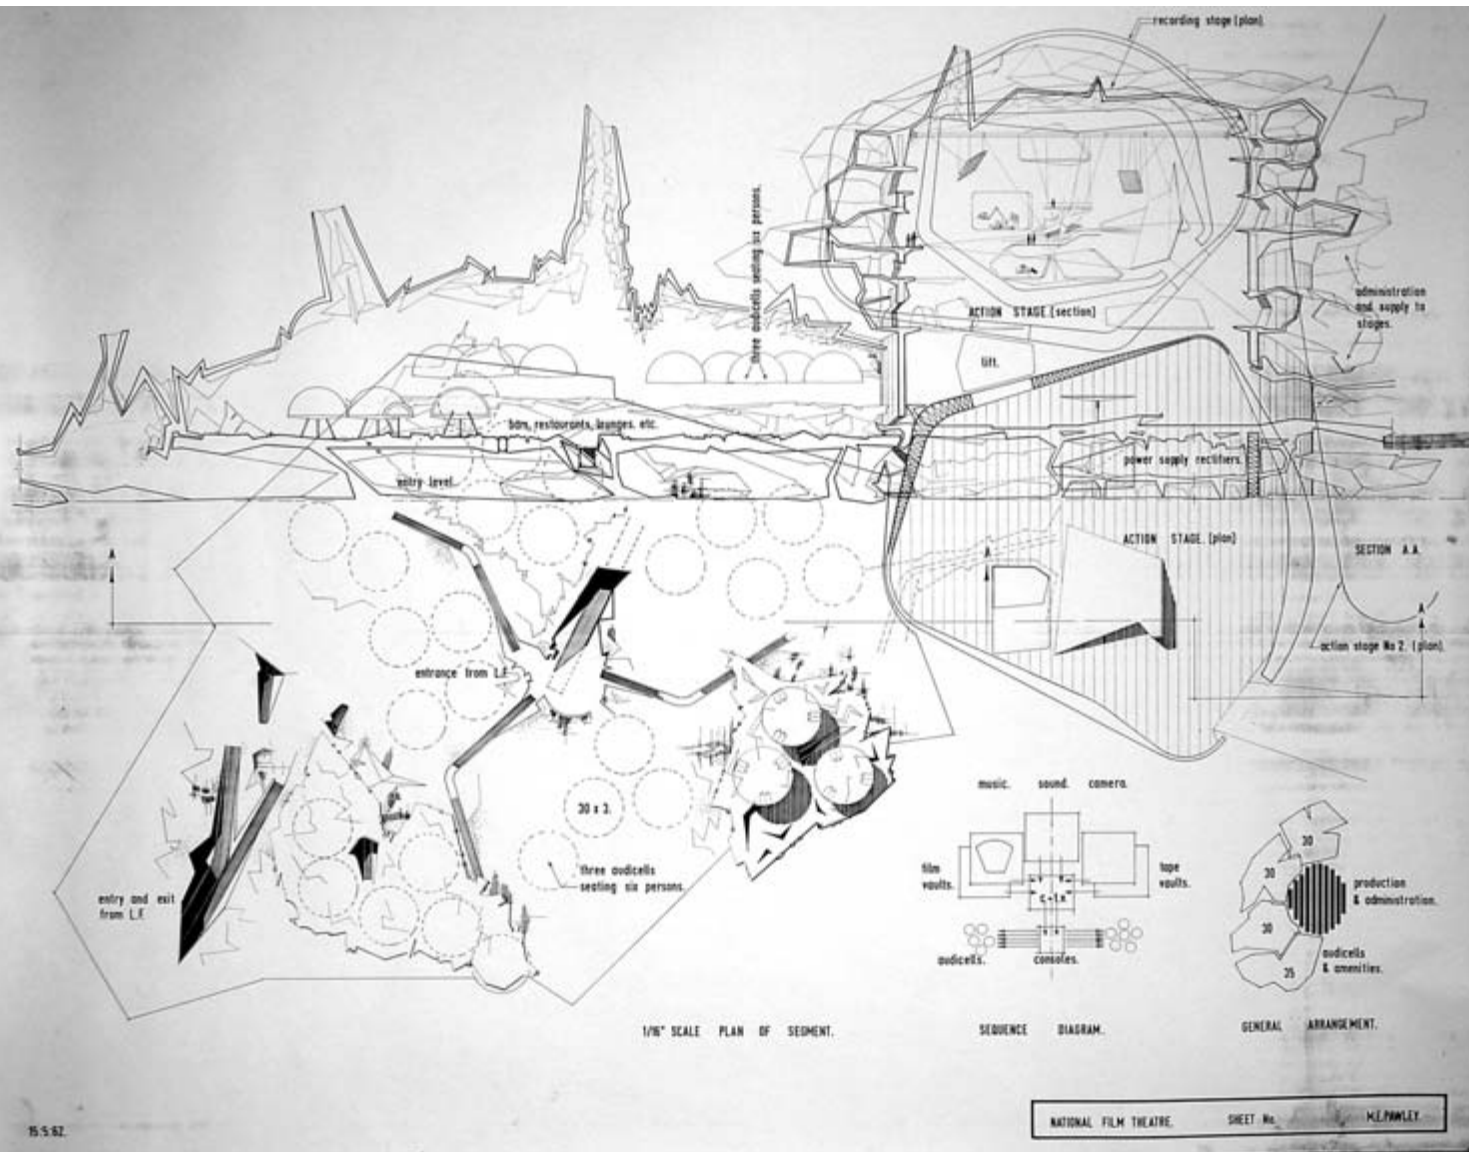 recording stage (plan).
three audicells seating six persons.
administration
and supply to
stages.
ACTION STAGE. (section)
lift.
bars, restaurants, lounges. etc.
power supply rectifiers.
entry level.
ACTION STAGE. (plan)
SECTION A.A.
A
A
A
action stage No 2. (plan).
entrance from L.F.
30 x 3.
three audicells
seating six persons.
entry and exit
from L.F.
music. sound. camera.
film
vaults.
tape
vaults.
audicells.
consoles.
30
30
30
35
production
& administration.
audicells
& amenities.
1/16" SCALE PLAN OF SEGMENT.
SEQUENCE DIAGRAM.
GENERAL ARRANGEMENT.
NATIONAL FILM THEATRE. SHEET No. M.E.PAWLEY.
15.5.62.